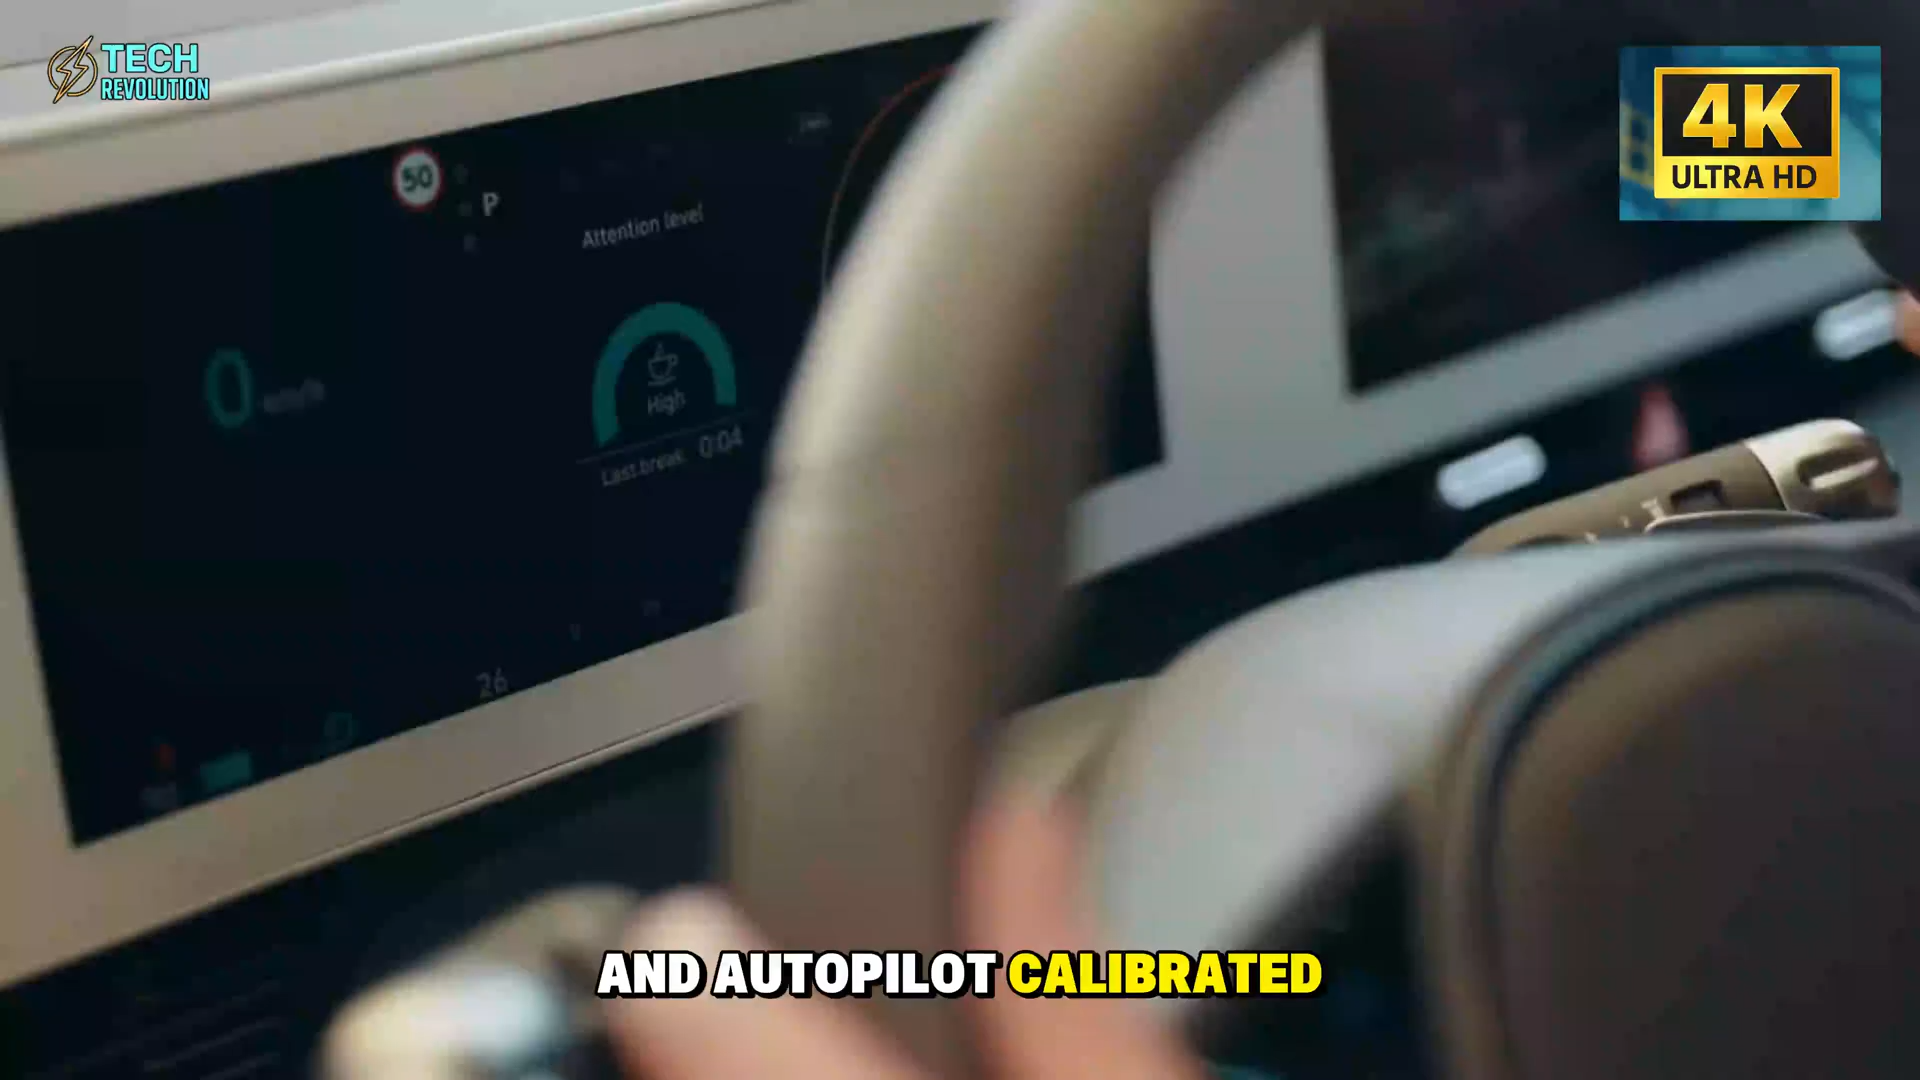 TECH
REVOLUTION
4K
ULTRA HD
50
P
Attention level
0 km/h
High
Last break 0:04
26
AND AUTOPILOT CALIBRATED